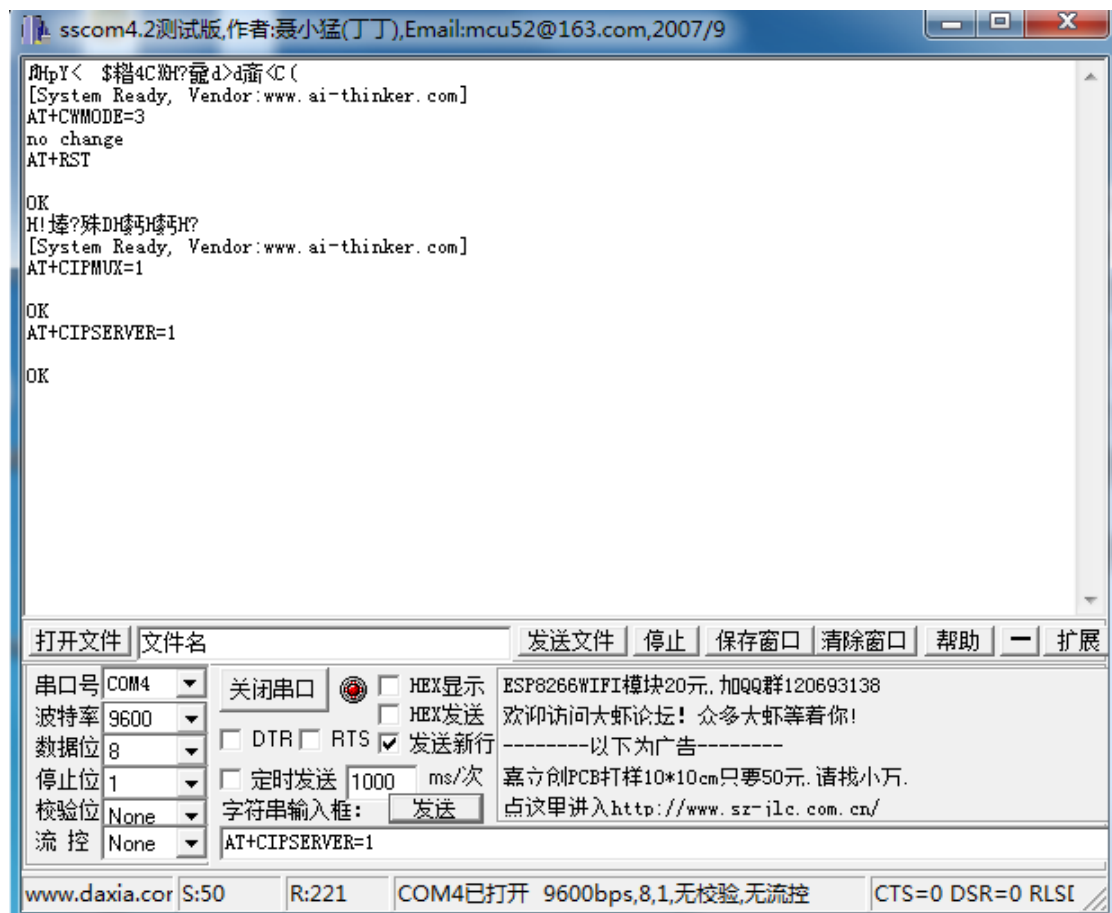 sscom4.2测试版,作者:聂小猛(丁丁),Email:mcu52@163.com,2007/9
[System Ready, Vendor:www.ai-thinker.com]
AT+CWMODE=3
no change
AT+RST
OK
[System Ready, Vendor:www.ai-thinker.com]
AT+CIPMUX=1
OK
AT+CIPSERVER=1
OK
打开文件 文件名 发送文件 停止 保存窗口 清除窗口 帮助 一 扩展
串口号 COM4 关闭串口 HEX显示 ESP8266WIFI模块20元,加QQ群120693138
波特率 9600 HEX发送 欢迎访问大虾论坛!众多大虾等着你!
数据位 8 DTR RTS 发送新行 --------以下为广告--------
停止位 1 定时发送 1000 ms/次 嘉立创PCB打样10*10cm只要50元.请找小万.
校验位 None 字符串输入框: 发送 点这里进入http://www.sz-jlc.com.cn/
流 控 None AT+CIPSERVER=1
www.daxia.cor S:50 R:221 COM4已打开 9600bps,8,1,无校验,无流控 CTS=0 DSR=0 RLSD